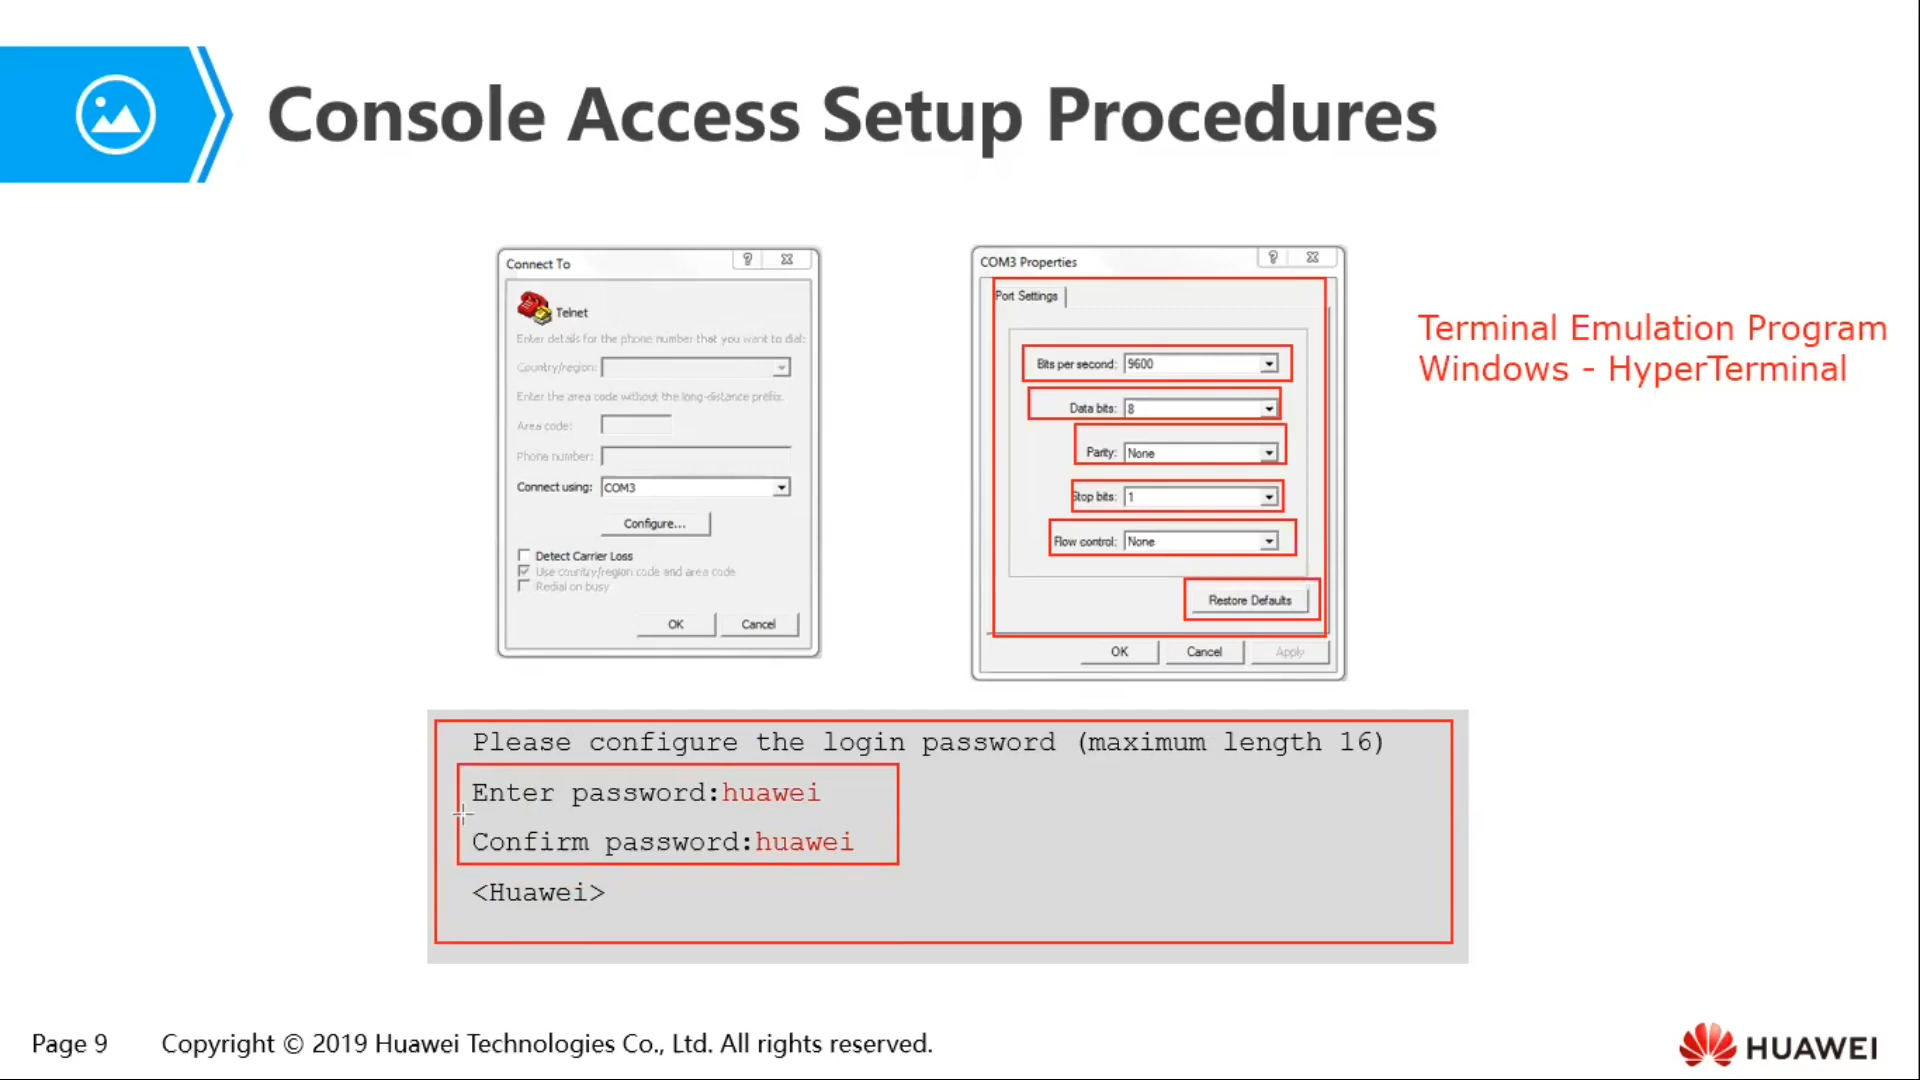 Console Access Setup Procedures
Connect To
Telnet
Enter details for the phone number that you want to dial:
Country/region:
Enter the area code without the long-distance prefix.
Area code:
Phone number:
Connect using: COM3
Configure...
Detect Carrier Loss
Use country/region code and area code
Redial on busy
OK Cancel
COM3 Properties
Port Settings
Bits per second: 9600
Data bits: 8
Parity: None
Stop bits: 1
Flow control: None
Restore Defaults
OK Cancel Apply
Terminal Emulation Program
Windows - HyperTerminal
Please configure the login password (maximum length 16)
Enter password:huawei
Confirm password:huawei
<Huawei>
Page 9 Copyright © 2019 Huawei Technologies Co., Ltd. All rights reserved.
HUAWEI